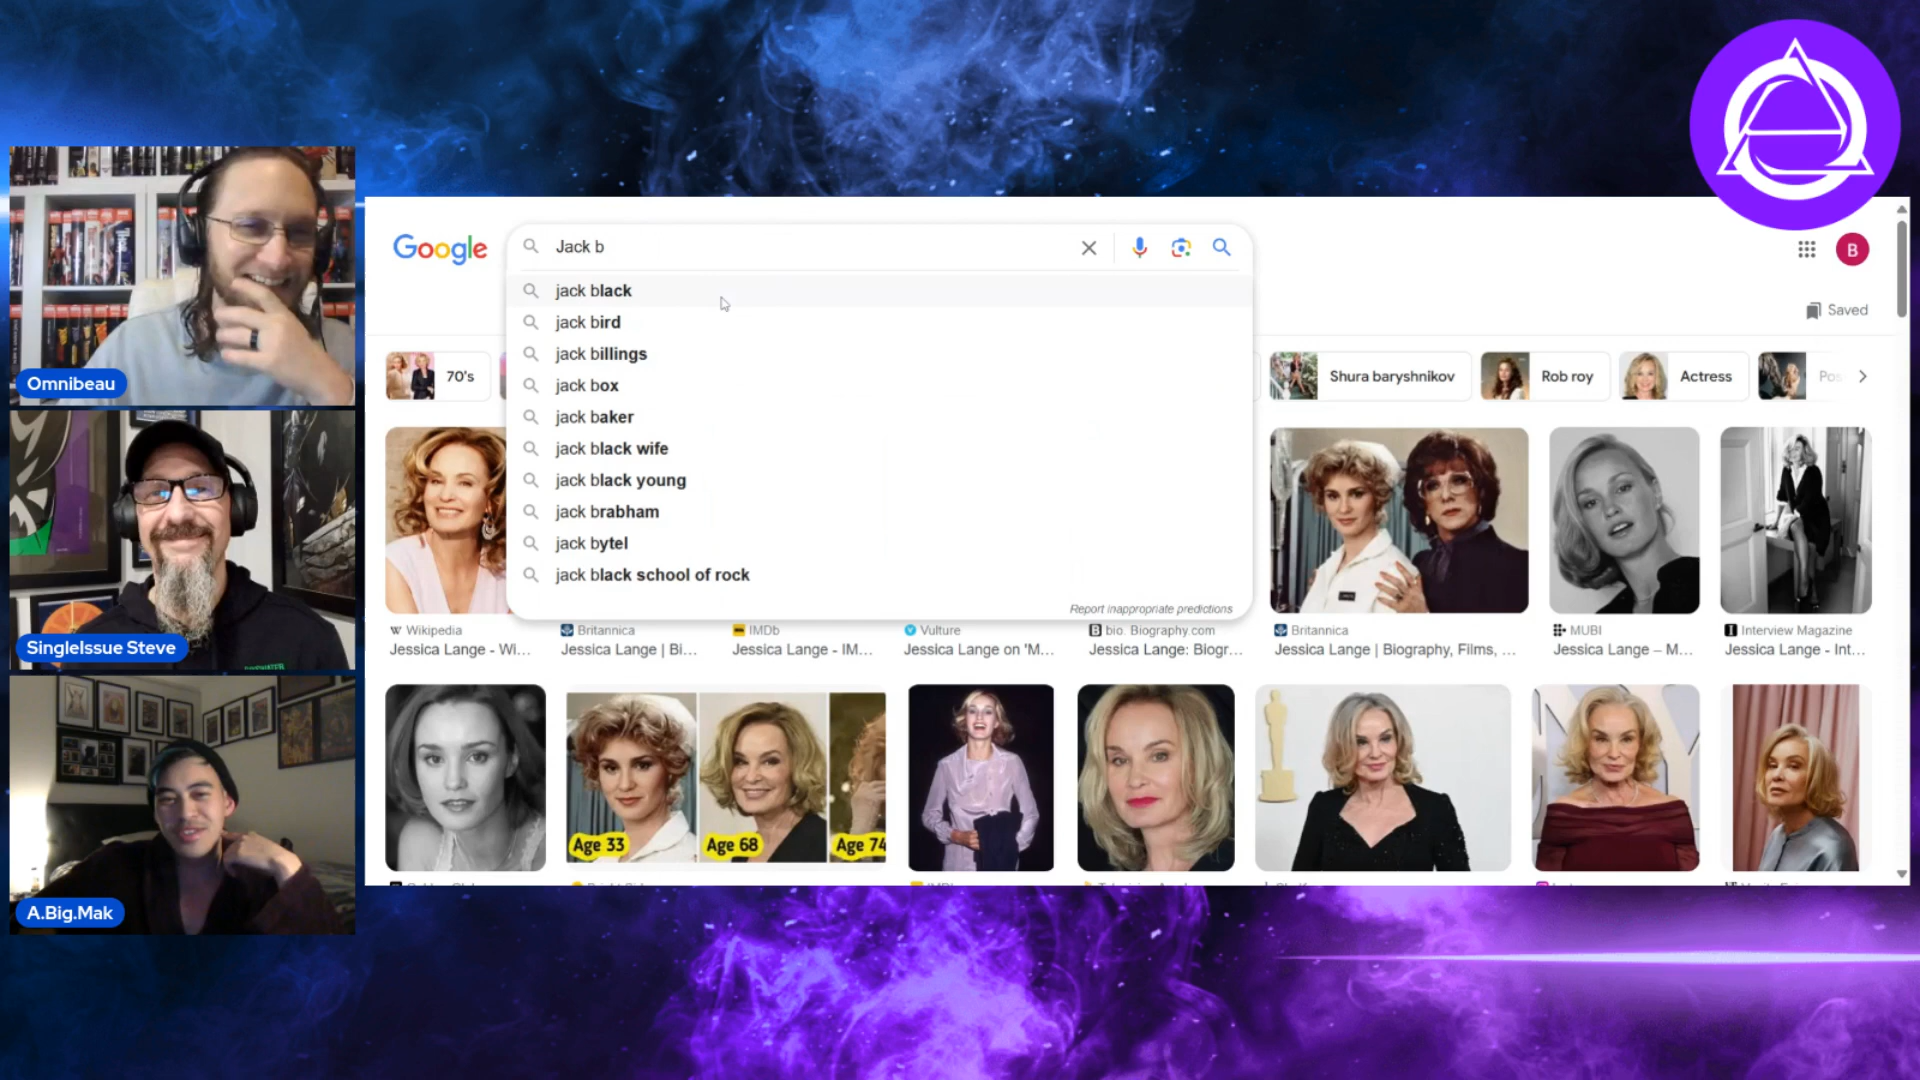 Google
Jack b
jack black
jack bird
jack billings
jack box
jack baker
jack black wife
jack black young
jack brabham
jack bytel
jack black school of rock
Report inappropriate predictions
B
Saved
70's
Shura baryshnikov
Rob roy
Actress
Pos
W Wikipedia
Jessica Lange - Wi...
Britannica
Jessica Lange | Bi...
IMDb
Jessica Lange - IM...
Vulture
Jessica Lange on 'M...
B bio. Biography.com
Jessica Lange: Biogr...
Britannica
Jessica Lange | Biography, Films, ...
MUBI
Jessica Lange – M...
Interview Magazine
Jessica Lange - Int...
Age 33
Age 68
Age 74
Omnibeau
SingleIssue Steve
A.Big.Mak